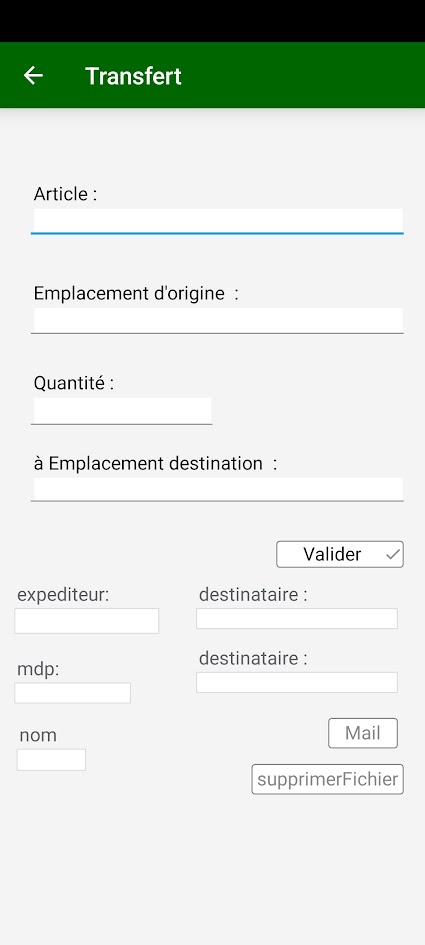 Transfert
Article :
Emplacement d'origine  :
Quantité :
à Emplacement destination  :
Valider
expediteur:
destinataire :
mdp:
destinataire :
nom
Mail
supprimerFichier